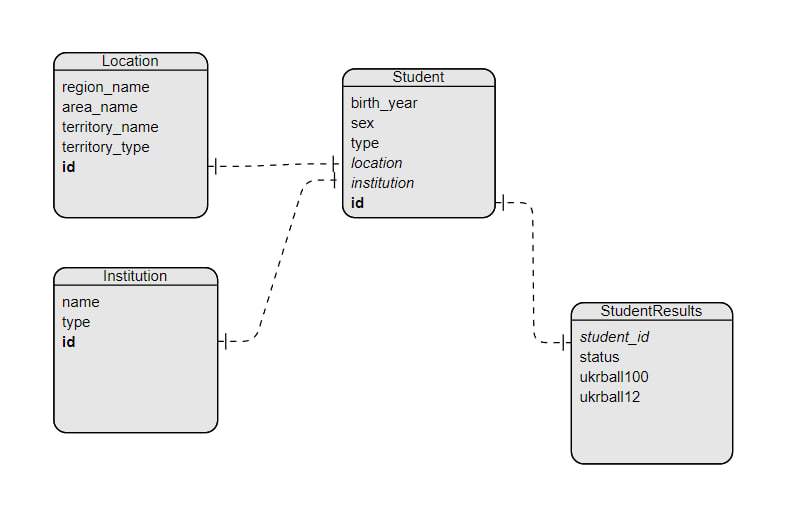 Location
region_name
area_name
territory_name
territory_type
id
Student
birth_year
sex
type
location
institution
id
Institution
name
type
id
StudentResults
student_id
status
ukrball100
ukrball12